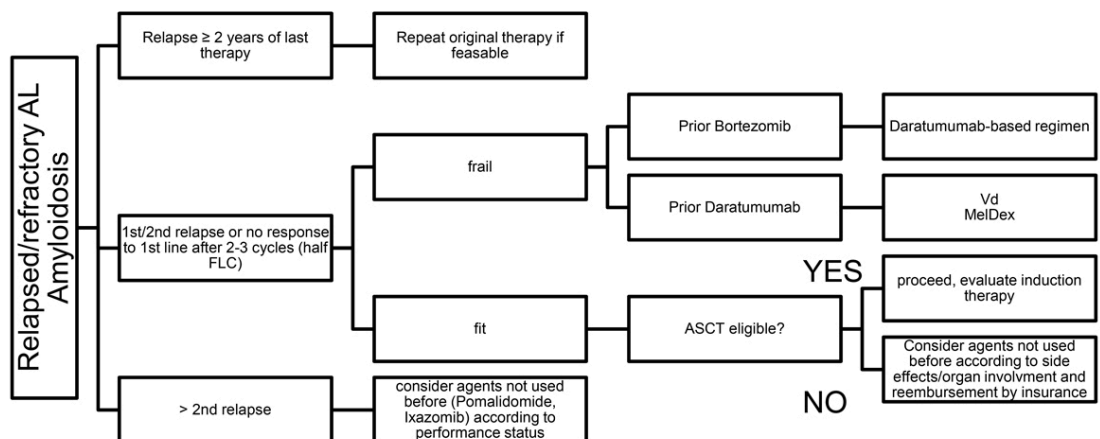 Relapsed/refractory AL
Amyloidosis
Relapse ≥ 2 years of last
therapy
Repeat original therapy if
feasable
1st/2nd relapse or no response
to 1st line after 2-3 cycles (half
FLC)
frail
Prior Bortezomib
Daratumumab-based regimen
Prior Daratumumab
Vd
MelDex
fit
ASCT eligible?
YES
proceed, evaluate induction
therapy
NO
Consider agents not used
before according to side
effects/organ involvment and
reembursement by insurance
> 2nd relapse
consider agents not used
before (Pomalidomide,
Ixazomib) according to
performance status